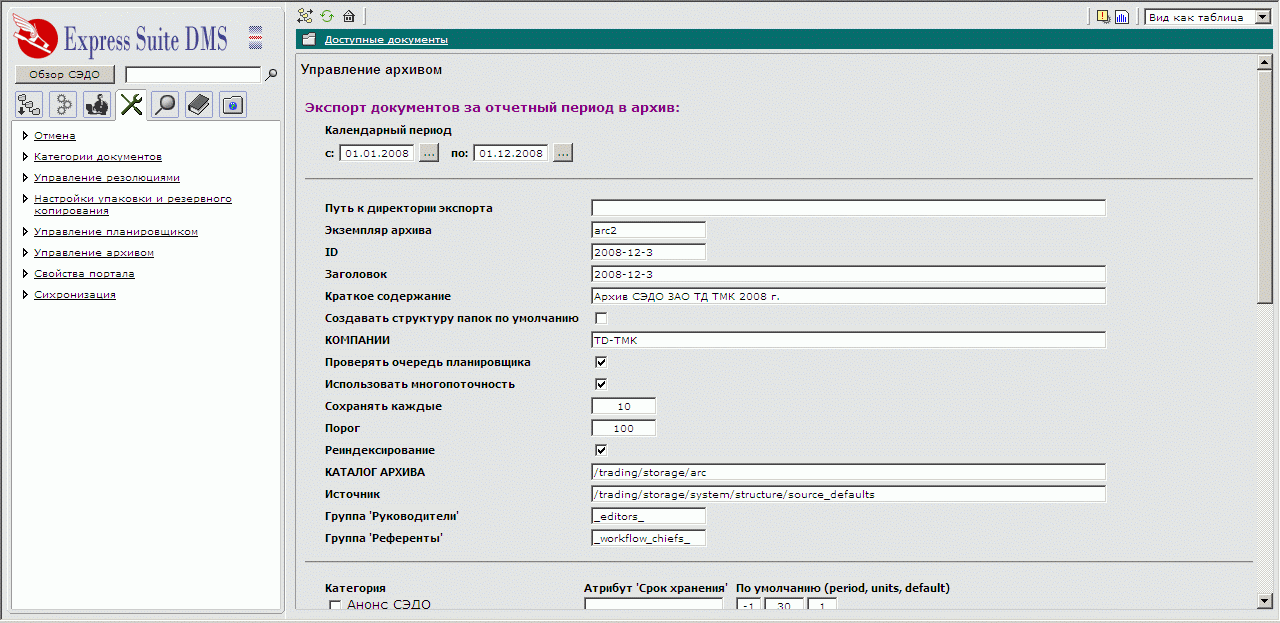 Express Suite DMS
Обзор СЭДО
Отмена
Категории документов
Управление резолюциями
Настройки упаковки и резервного
копирования
Управление планировщиком
Управление архивом
Свойства портала
Сихронизация
Вид как таблица
Доступные документы
Управление архивом
Экспорт документов за отчетный период в архив:
Календарный период
с: 01.01.2008 ... по: 01.12.2008 ...
Путь к директории экспорта
Экземпляр архива arc2
ID 2008-12-3
Заголовок 2008-12-3
Краткое содержание Архив СЭДО ЗАО ТД ТМК 2008 г.
Создавать структуру папок по умолчанию
КОМПАНИИ TD-TMK
Проверять очередь планировщика
Использовать многопоточность
Сохранять каждые 10
Порог 100
Реиндексирование
КАТАЛОГ АРХИВА /trading/storage/arc
Источник /trading/storage/system/structure/source_defaults
Группа 'Руководители' _editors_
Группа 'Референты' _workflow_chiefs_
Категория Атрибут 'Срок хранения' По умолчанию (period, units, default)
Анонс СЭДО -1 30 1